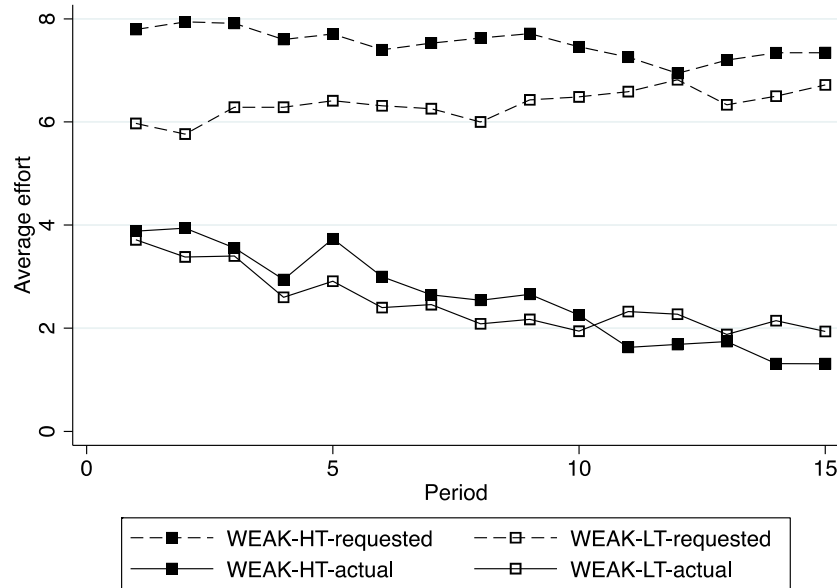 8
6
4
2
0
Average effort
0 5 10 15
Period
WEAK-HT-requested WEAK-LT-requested
WEAK-HT-actual WEAK-LT-actual